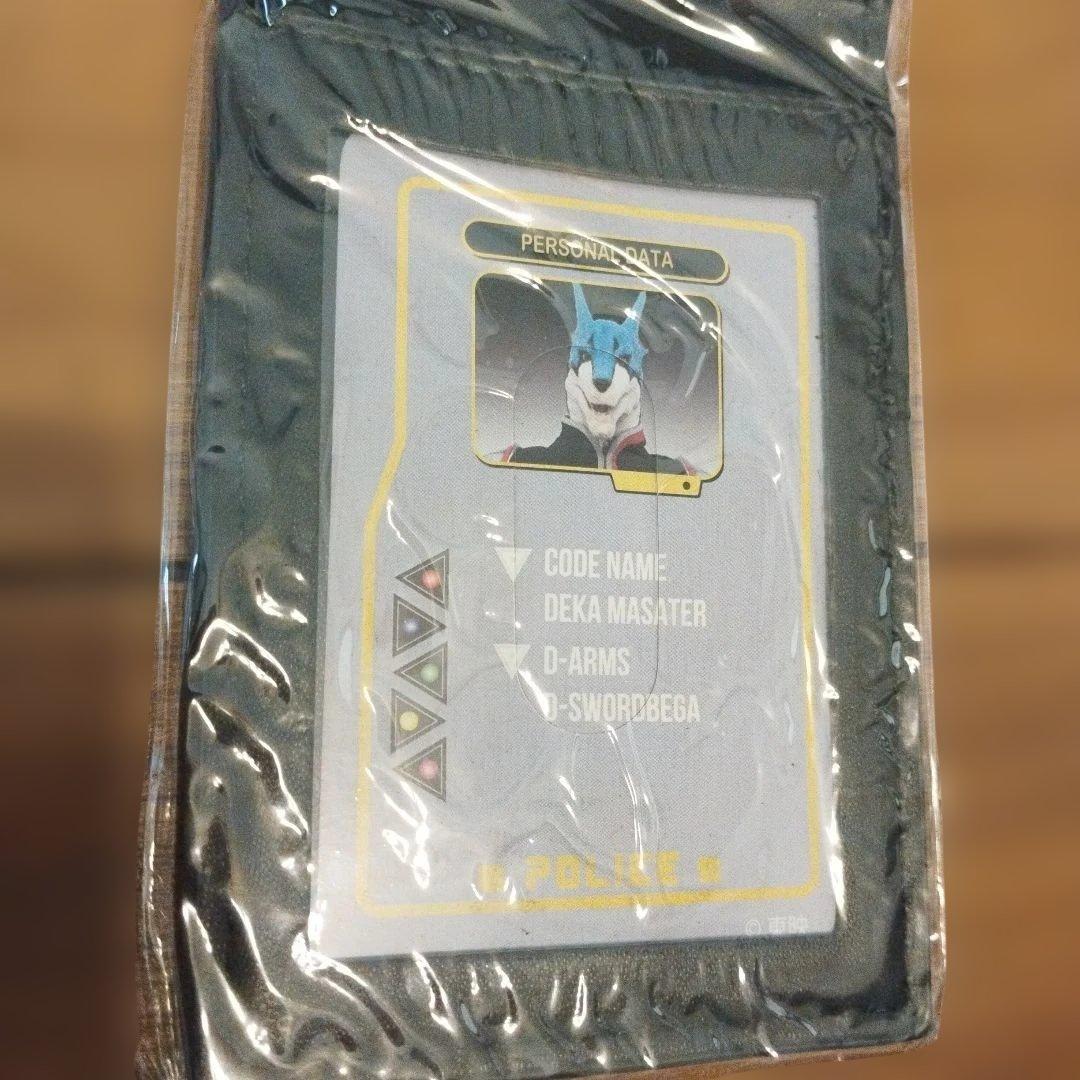 PERSONAL DATA
CODE NAME
DEKA MASATER
D-ARMS
D-SWORDBEGA
POLICE
© 東映